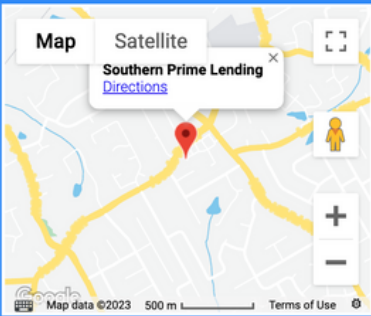 Map Satellite
Southern Prime Lending
Directions
Google
Map data ©2023 500 m Terms of Use